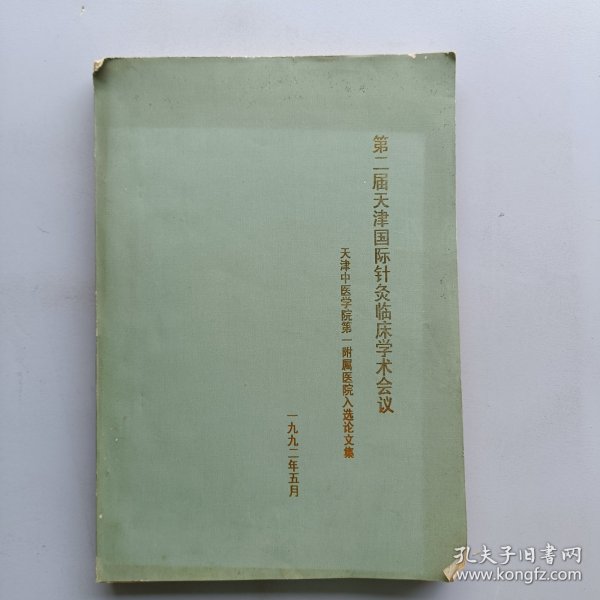 第二届天津国际针灸临床学术会议
天津中医学院第一附属医院入选论文集
一九九二年五月
孔夫子旧书网
www.kongfz.com